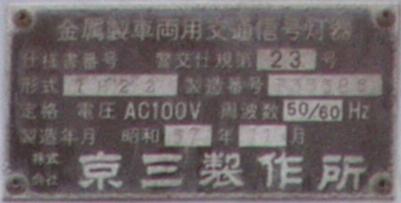 金属製車両用交通信号灯器
仕様書番号 警交仕規第 23 号
形式 製造番号
定格 電圧 AC100V 周波数 50/60 Hz
製造年月 昭和 57 年 11 月
株式会社 京三製作所